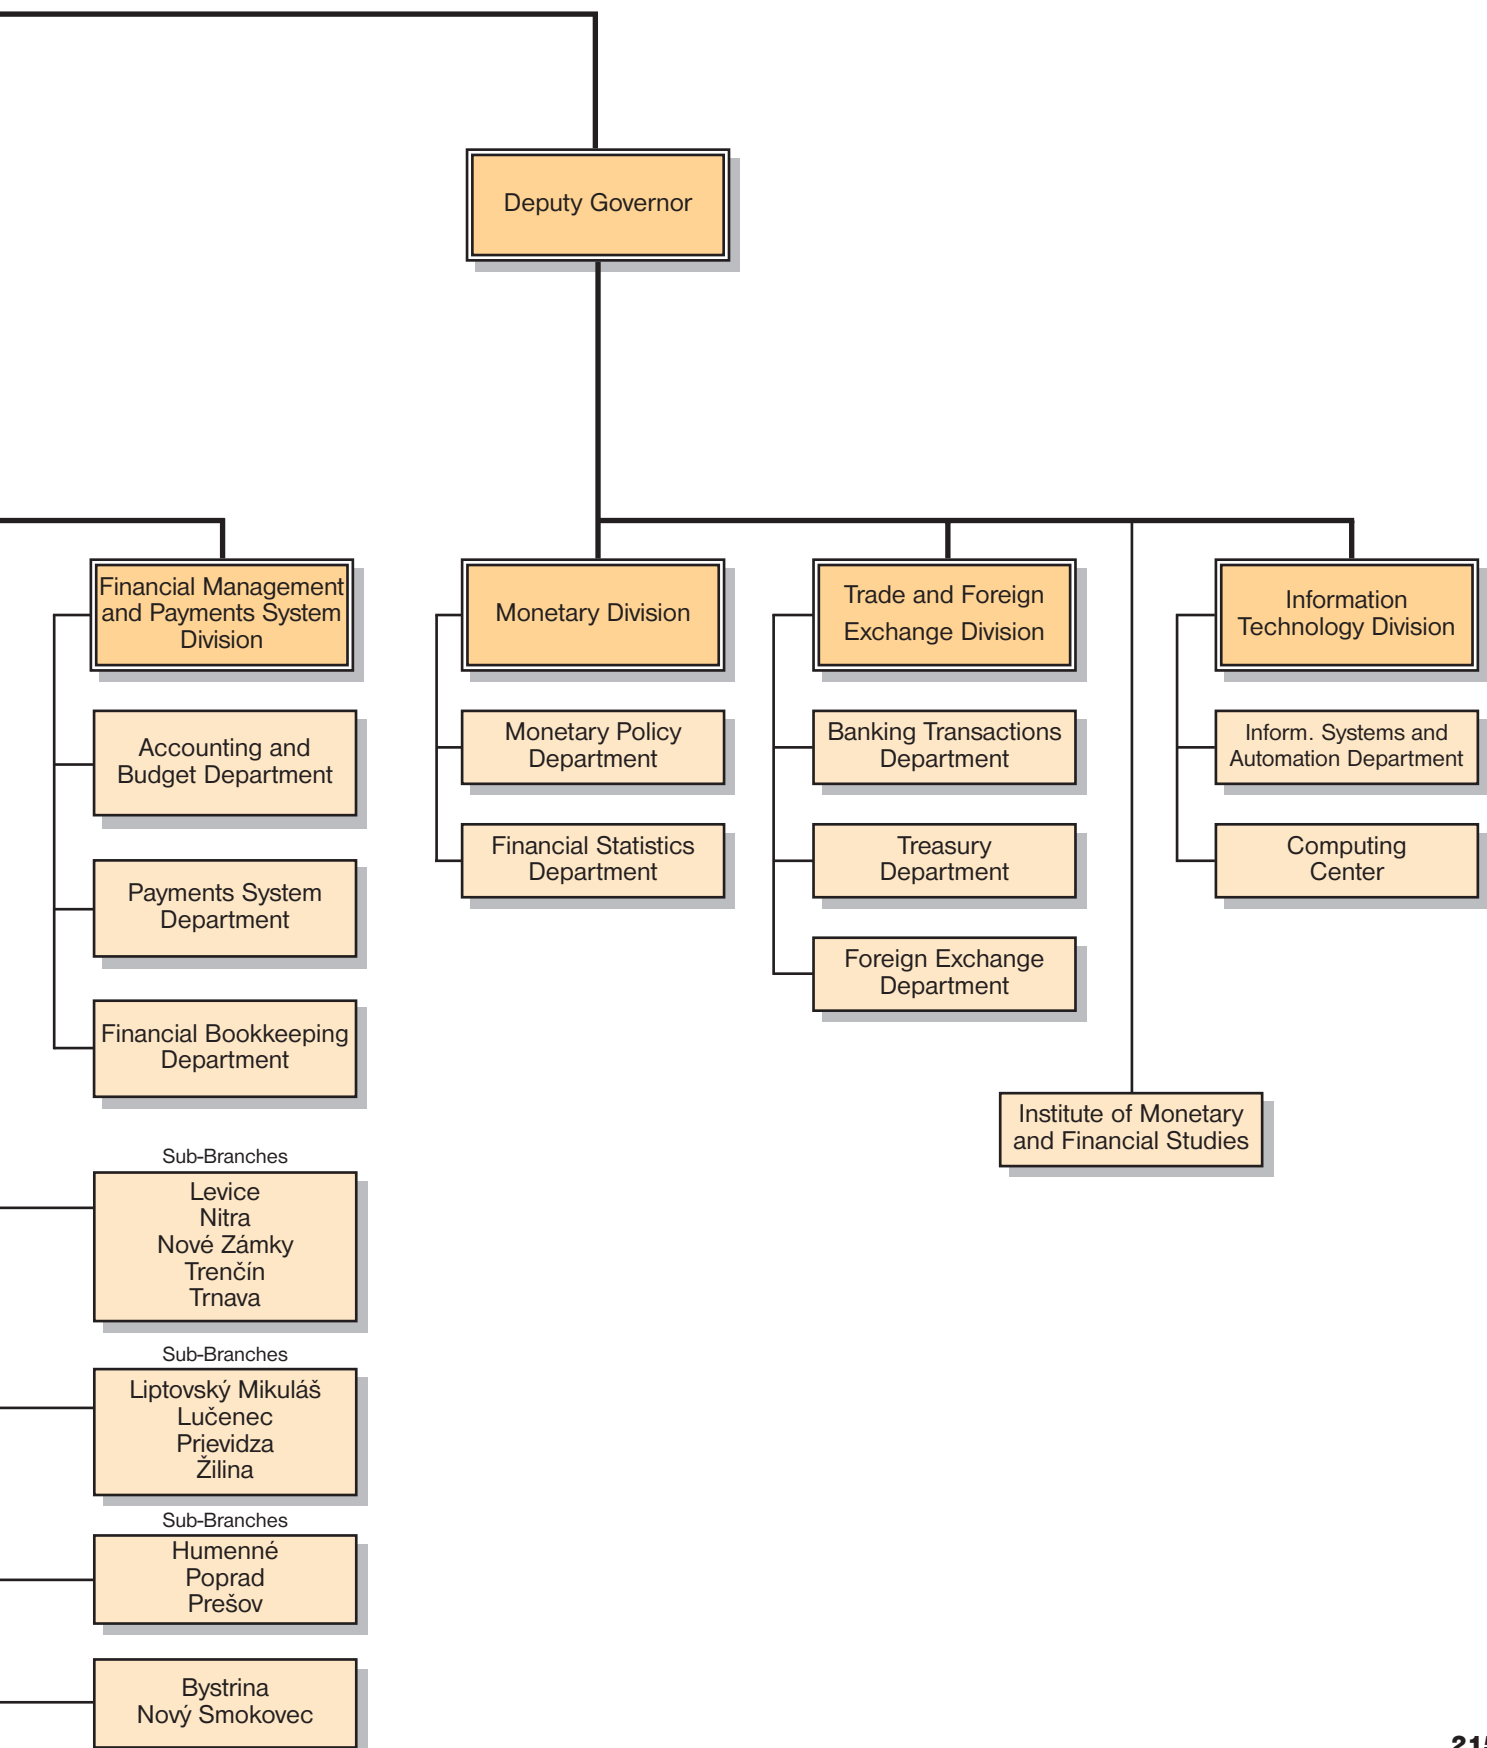 Deputy Governor
Financial Management
and Payments System
Division
Accounting and
Budget Department
Payments System
Department
Financial Bookkeeping
Department
Monetary Division
Monetary Policy
Department
Financial Statistics
Department
Trade and Foreign
Exchange Division
Banking Transactions
Department
Treasury
Department
Foreign Exchange
Department
Information
Technology Division
Inform. Systems and
Automation Department
Computing
Center
Institute of Monetary
and Financial Studies
Sub-Branches
Levice
Nitra
Nové Zámky
Trenčín
Trnava
Sub-Branches
Liptovský Mikuláš
Lučenec
Prievidza
Žilina
Sub-Branches
Humenné
Poprad
Prešov
Bystrina
Nový Smokovec
215